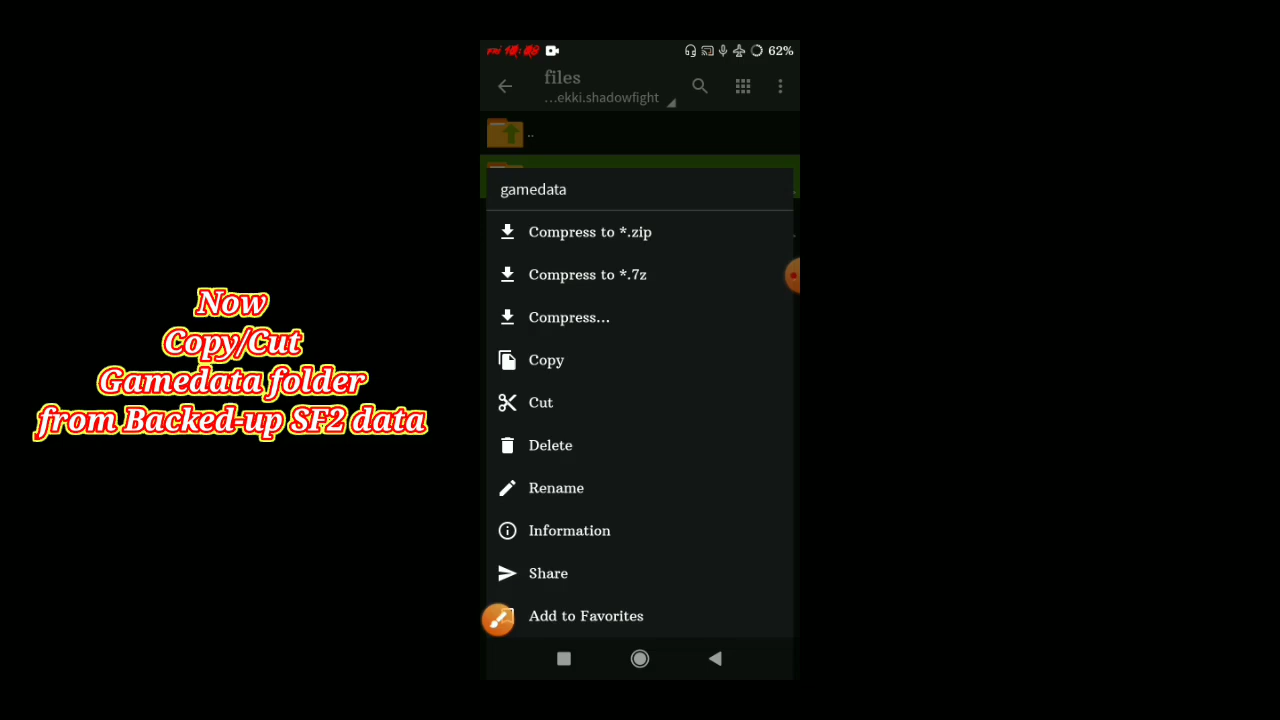 62%
files
...ekki.shadowfight
..
gamedata
Compress to *.zip
Compress to *.7z
Compress...
Copy
Cut
Delete
Rename
Information
Share
Add to Favorites
Now
Copy/Cut
Gamedata folder
from Backed-up SF2 data